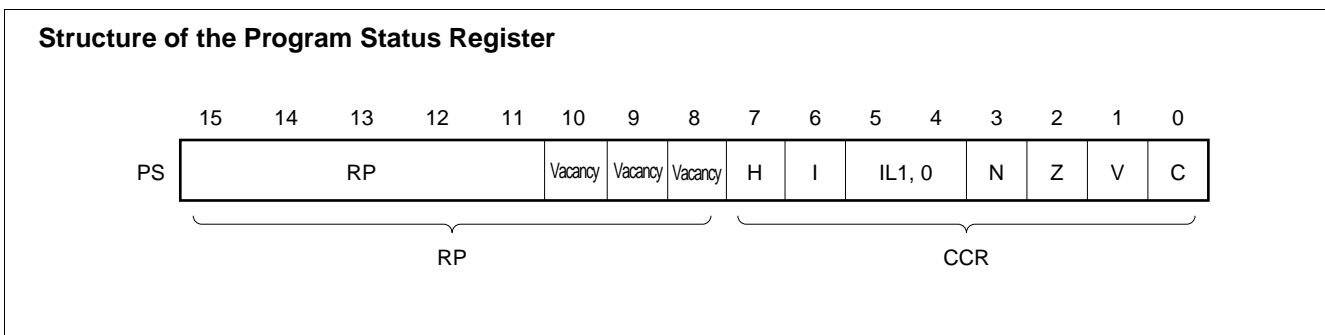 Structure of the Program Status Register
15 14 13 12 11 10 9 8 7 6 5 4 3 2 1 0
PS RP Vacancy Vacancy Vacancy H I IL1, 0 N Z V C
RP CCR